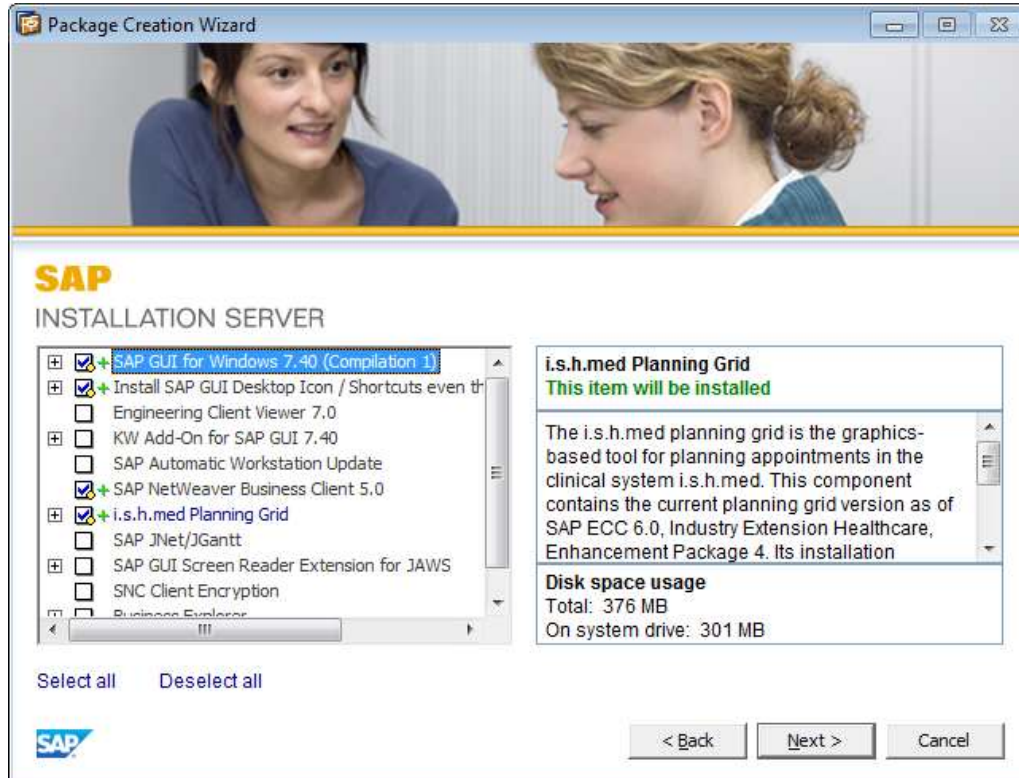 Package Creation Wizard
SAP
INSTALLATION SERVER
SAP GUI for Windows 7.40 (Compilation 1)
Install SAP GUI Desktop Icon / Shortcuts even th
Engineering Client Viewer 7.0
KW Add-On for SAP GUI 7.40
SAP Automatic Workstation Update
SAP NetWeaver Business Client 5.0
i.s.h.med Planning Grid
SAP JNet/JGantt
SAP GUI Screen Reader Extension for JAWS
SNC Client Encryption
Business Explorer
i.s.h.med Planning Grid
This item will be installed
The i.s.h.med planning grid is the graphics-
based tool for planning appointments in the
clinical system i.s.h.med. This component
contains the current planning grid version as of
SAP ECC 6.0, Industry Extension Healthcare,
Enhancement Package 4. Its installation
Disk space usage
Total: 376 MB
On system drive: 301 MB
Select all Deselect all
SAP
< Back Next > Cancel